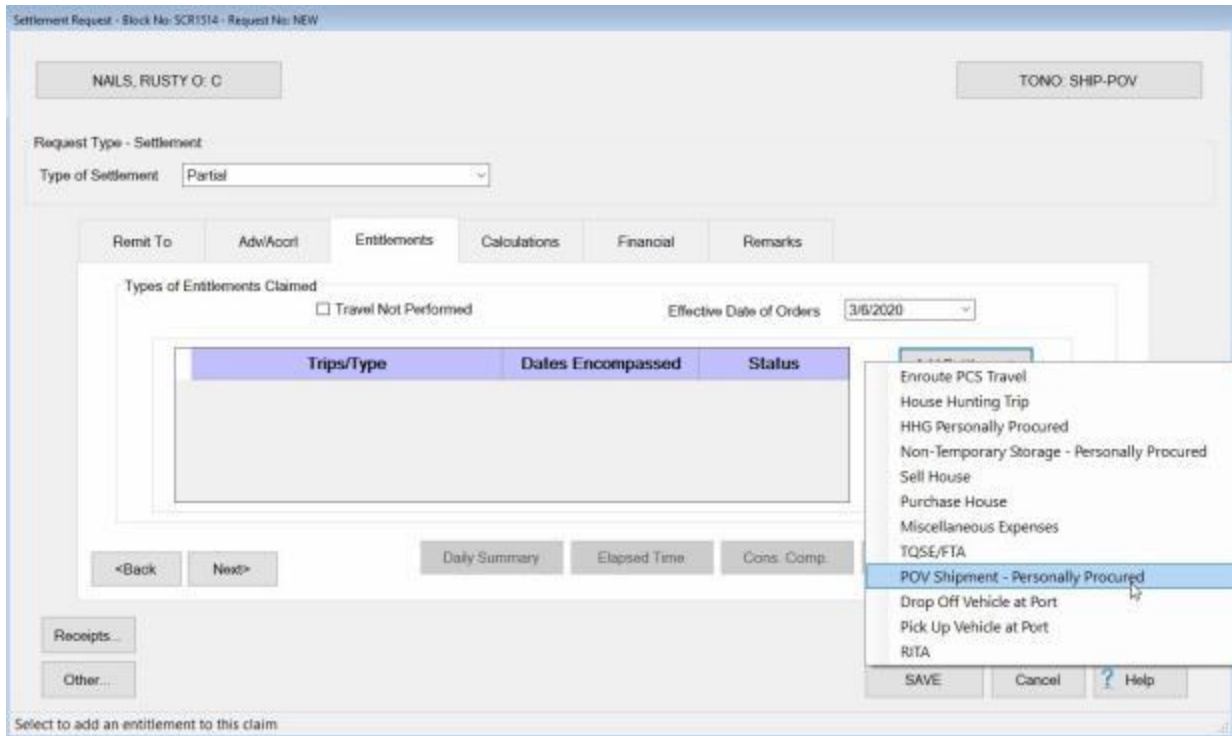 Settlement Request - Block No: SCR1514 - Request No: NEW
NAILS, RUSTY O: C
TONO: SHIP-POV
Request Type - Settlement
Type of Settlement
Partial
Remit To
Adv/Accrl
Entitlements
Calculations
Financial
Remarks
Types of Entitlements Claimed
Travel Not Performed
Effective Date of Orders
3/6/2020
Trips/Type
Dates Encompassed
Status
Enroute PCS Travel
House Hunting Trip
HHG Personally Procured
Non-Temporary Storage - Personally Procured
Sell House
Purchase House
Miscellaneous Expenses
TQSE/FTA
POV Shipment - Personally Procured
Drop Off Vehicle at Port
Pick Up Vehicle at Port
RITA
<Back
Next>
Daily Summary
Elapsed Time
Cons. Comp.
Receipts...
Other...
SAVE
Cancel
? Help
Select to add an entitlement to this claim